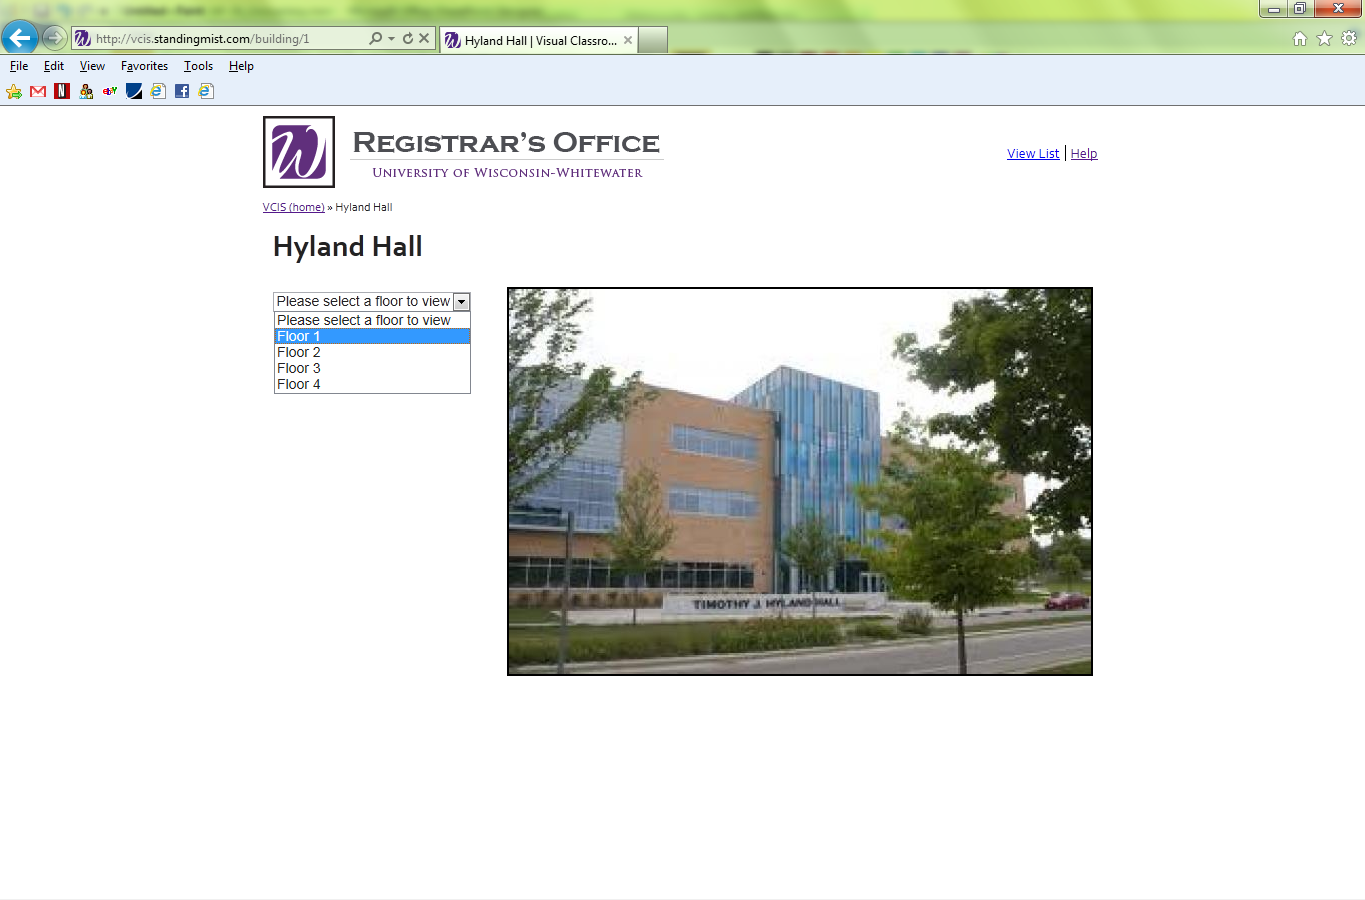 http://vcis.standingmist.com/building/1
Hyland Hall | Visual Classro...
File Edit View Favorites Tools Help
W
Registrar's Office
University of Wisconsin-Whitewater
View List | Help
VCIS (home) » Hyland Hall
Hyland Hall
Please select a floor to view
Please select a floor to view
Floor 1
Floor 2
Floor 3
Floor 4
TIMOTHY J. HYLAND HALL